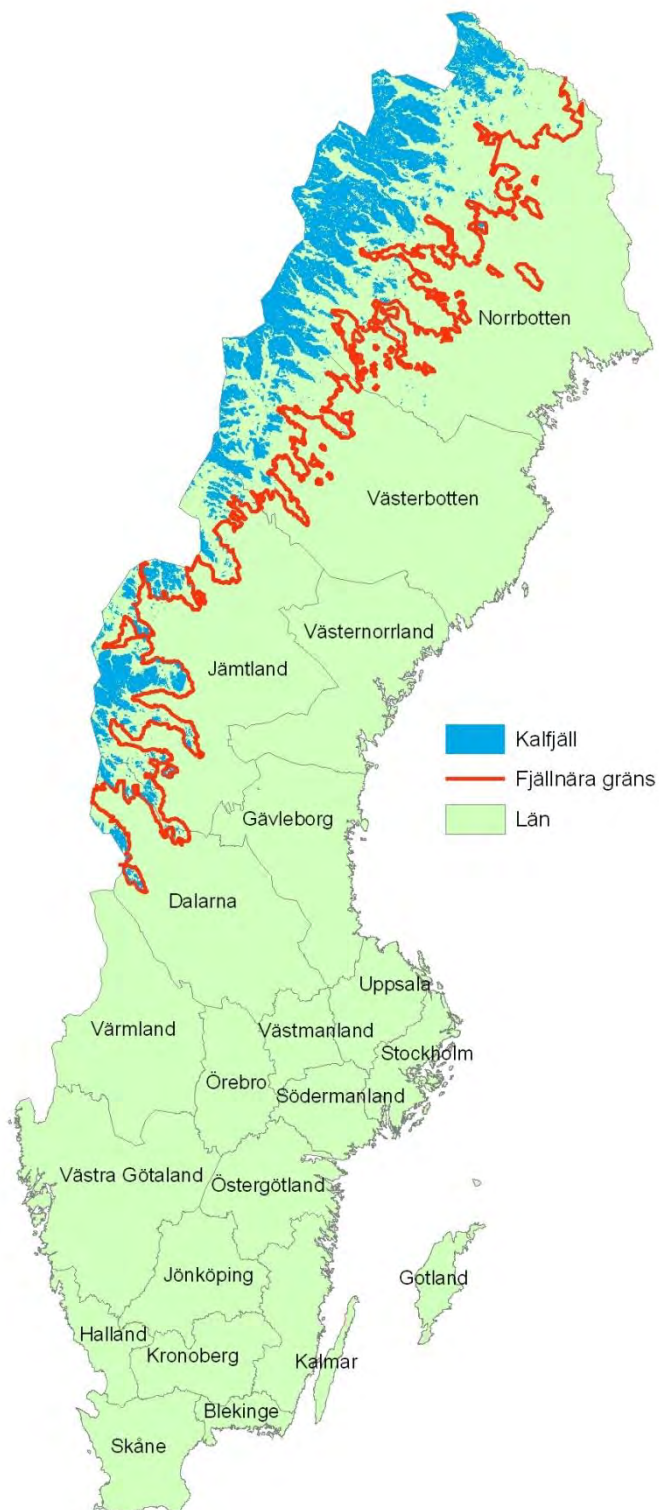 Norrbotten
Västerbotten
Västernorrland
Jämtland
Kalfjäll
Fjällnära gräns
Län
Gävleborg
Dalarna
Uppsala
Värmland
Västmanland
Stockholm
Örebro
Södermanland
Västra Götaland
Östergötland
Jönköping
Gotland
Halland
Kronoberg
Kalmar
Blekinge
Skåne